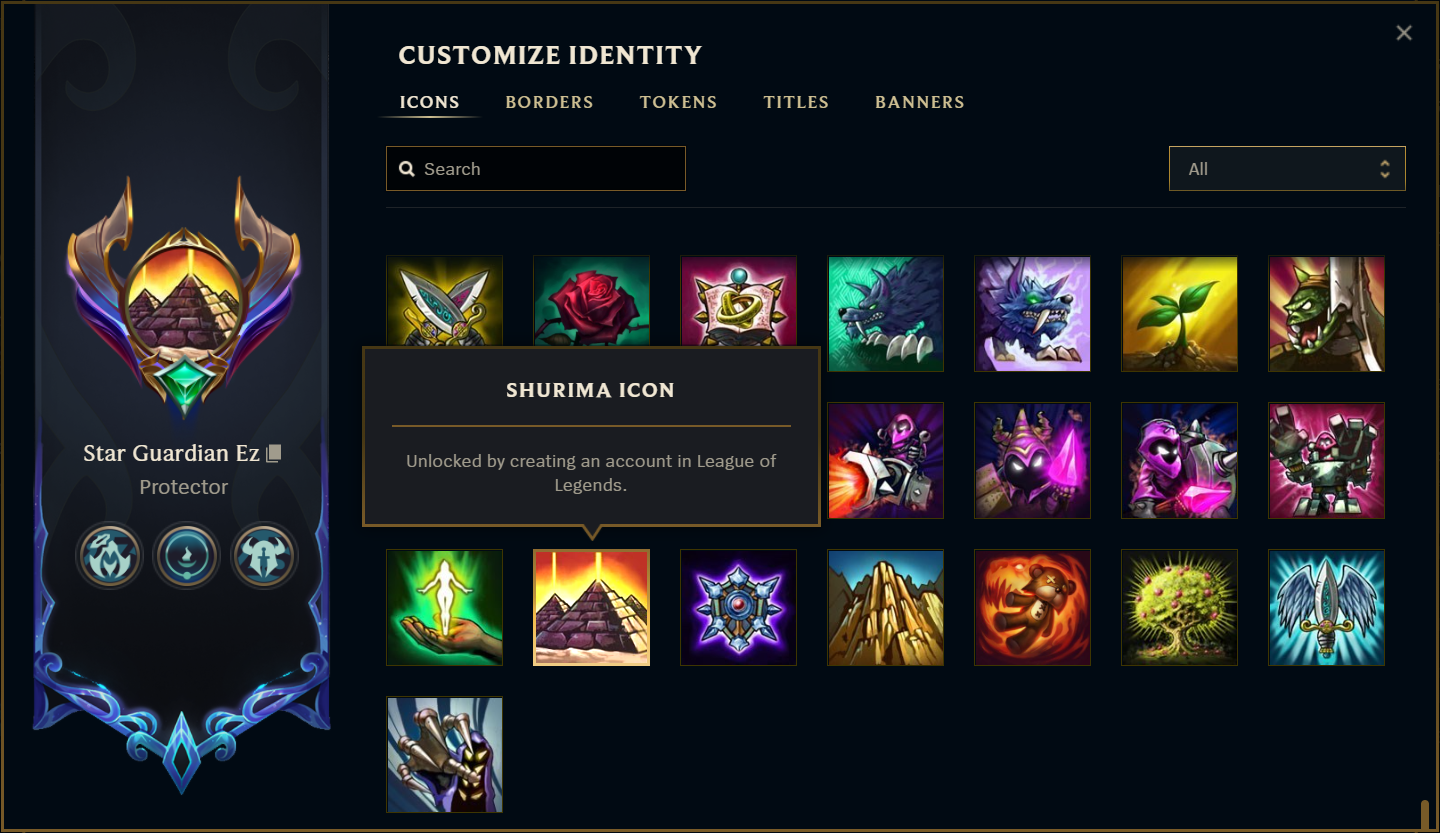 CUSTOMIZE IDENTITY
ICONS
BORDERS
TOKENS
TITLES
BANNERS
Search
All
SHURIMA ICON
Unlocked by creating an account in League of
Legends.
Star Guardian Ez
Protector